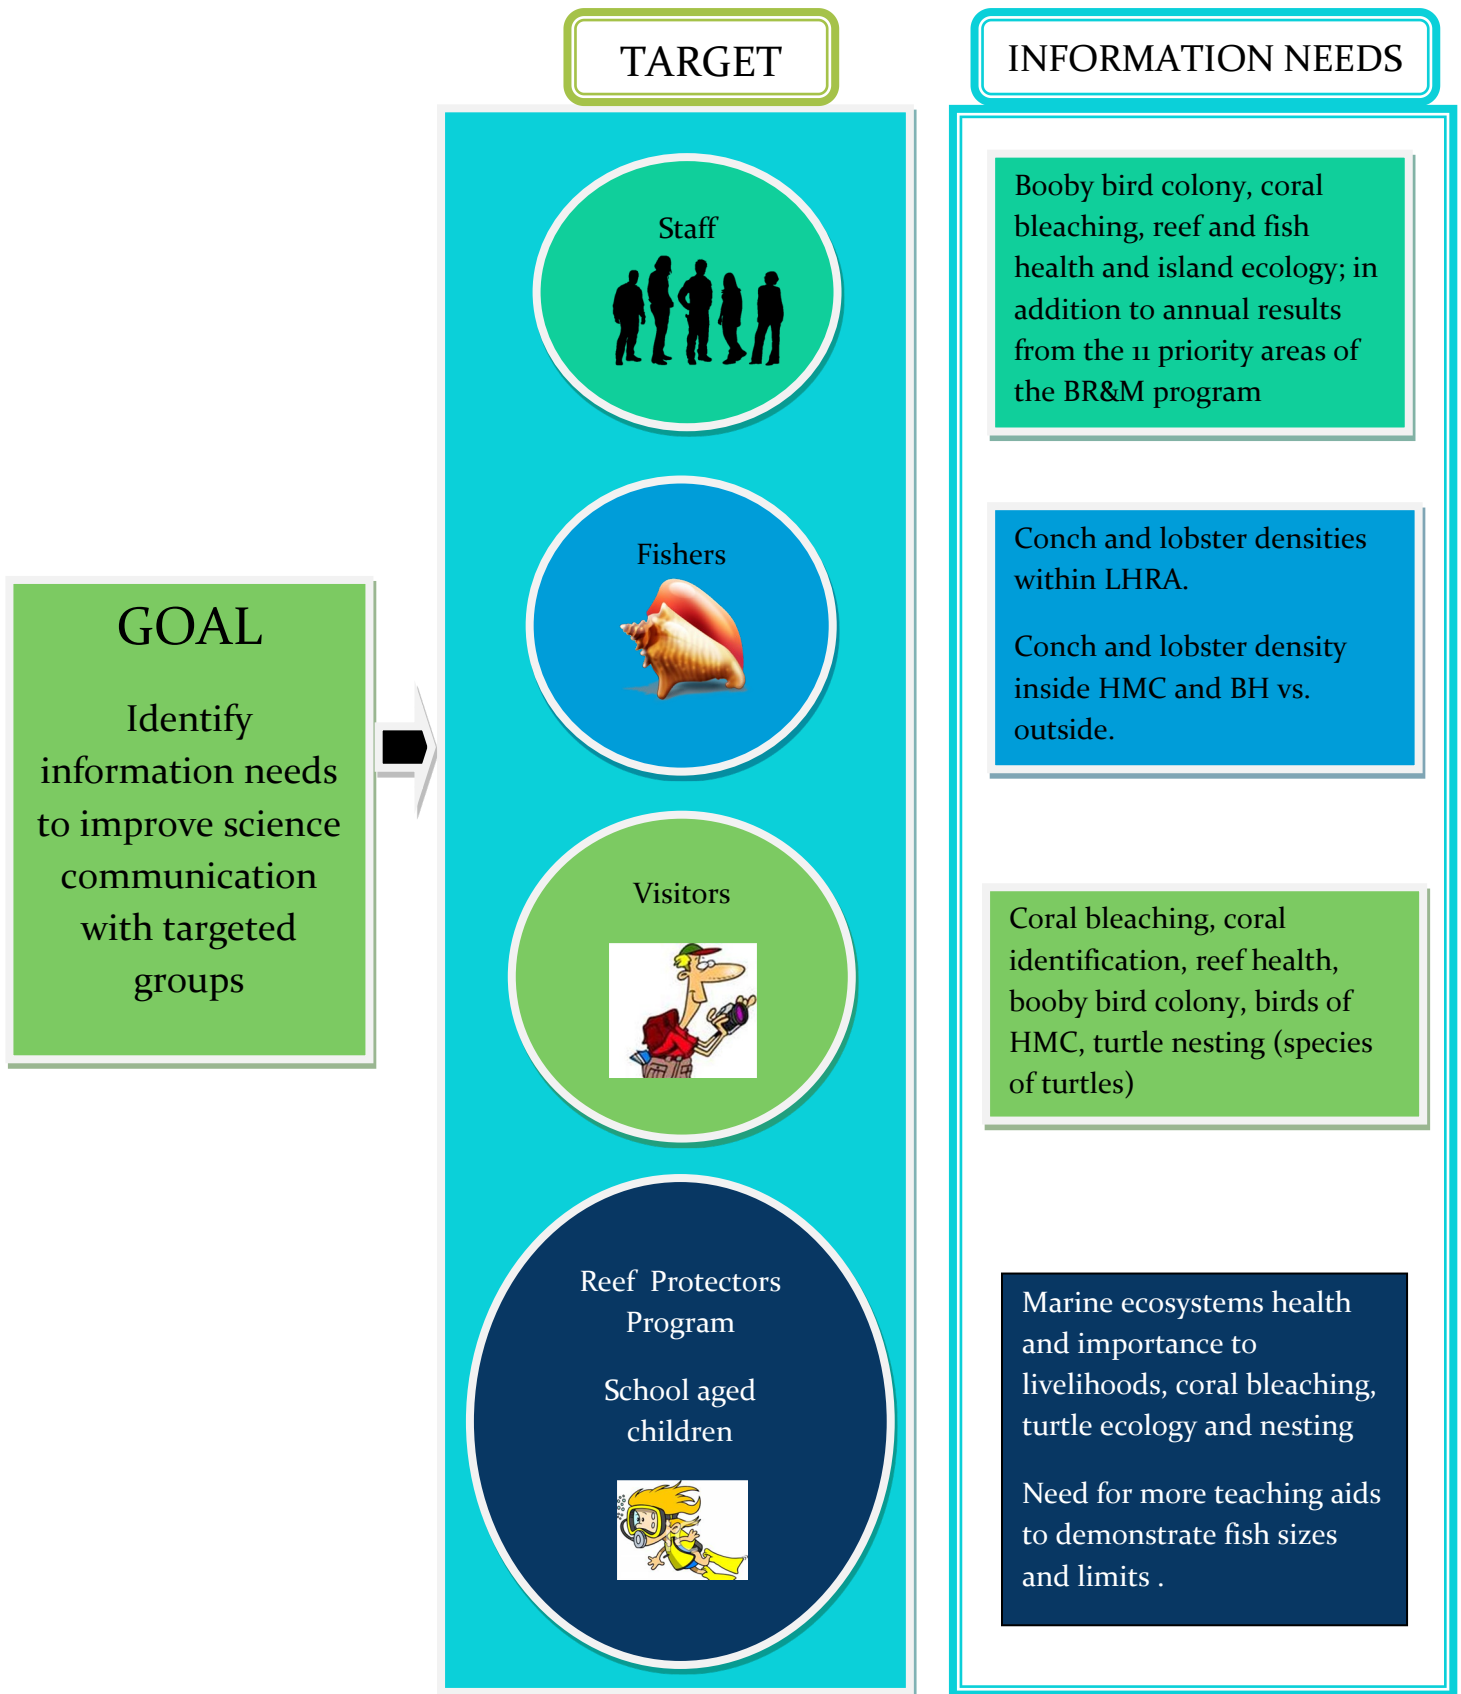 TARGET
INFORMATION NEEDS
GOAL
Identify
information needs
to improve science
communication
with targeted
groups
Staff
Booby bird colony, coral
bleaching, reef and fish
health and island ecology; in
addition to annual results
from the 11 priority areas of
the BR&M program
Fishers
Conch and lobster densities
within LHRA.
Conch and lobster density
inside HMC and BH vs.
outside.
Visitors
Coral bleaching, coral
identification, reef health,
booby bird colony, birds of
HMC, turtle nesting (species
of turtles)
Reef Protectors
Program
School aged
children
Marine ecosystems health
and importance to
livelihoods, coral bleaching,
turtle ecology and nesting
Need for more teaching aids
to demonstrate fish sizes
and limits .